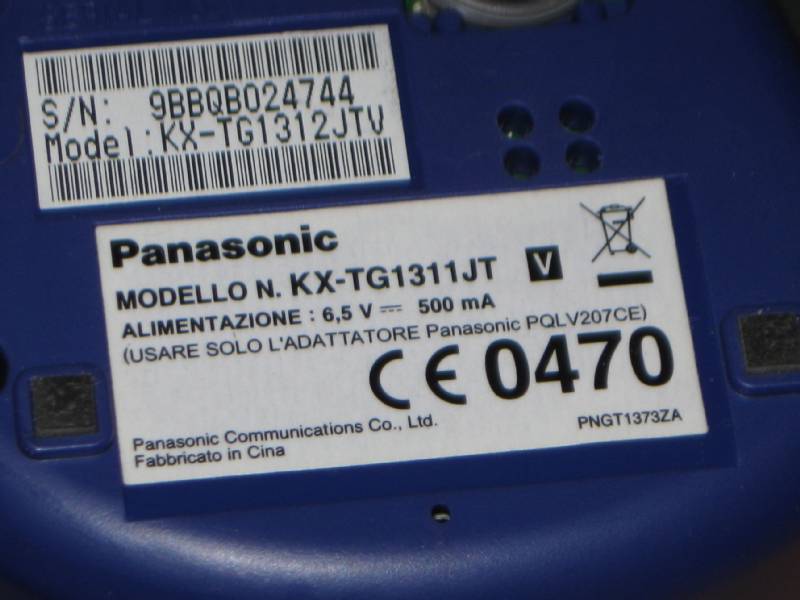 S/N: 9BBQB024744
Model:KX-TG1312JTV
Panasonic
MODELLO N. KX-TG1311JT V
ALIMENTAZIONE : 6,5 V ⎓ 500 mA
(USARE SOLO L'ADATTATORE Panasonic PQLV207CE)
CE 0470
Panasonic Communications Co., Ltd.
Fabbricato in Cina
PNGT1373ZA